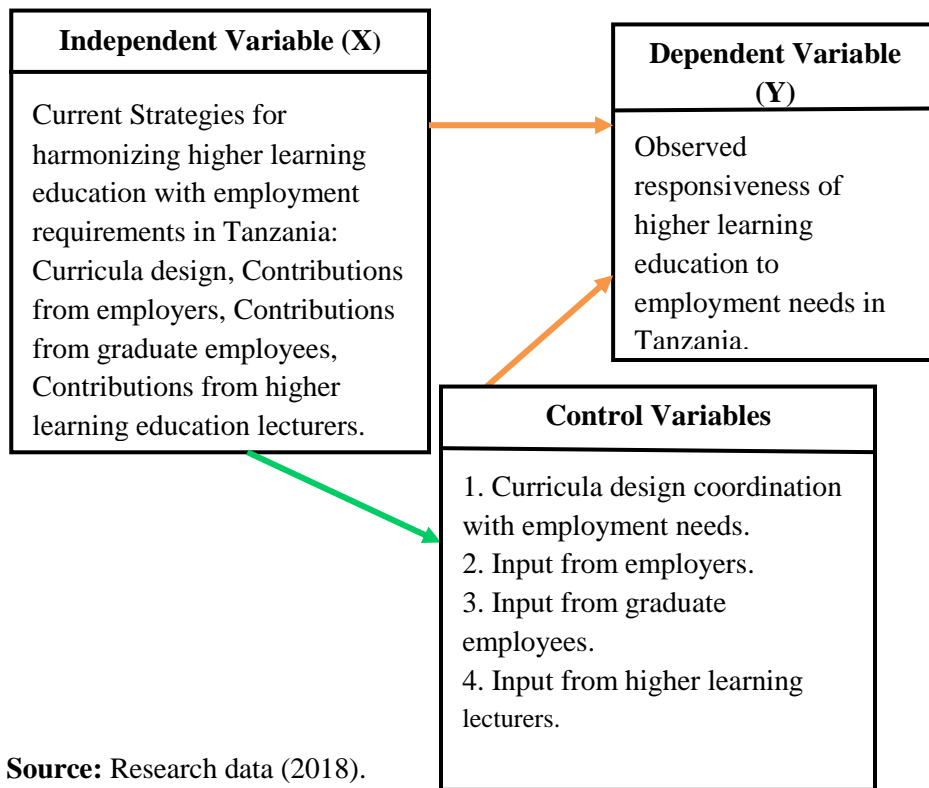 Independent Variable (X)
Current Strategies for
harmonizing higher learning
education with employment
requirements in Tanzania:
Curricula design, Contributions
from employers, Contributions
from graduate employees,
Contributions from higher
learning education lecturers.
Dependent Variable
(Y)
Observed
responsiveness of
higher learning
education to
employment needs in
Tanzania.
Control Variables
1. Curricula design coordination
with employment needs.
2. Input from employers.
3. Input from graduate
employees.
4. Input from higher learning
lecturers.
Source: Research data (2018).